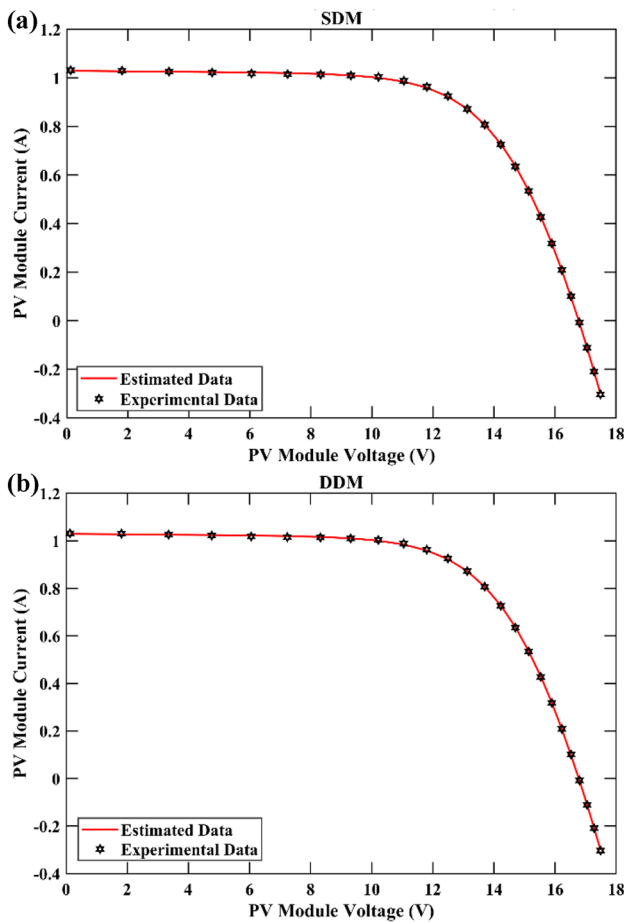 (a)
SDM
1.2
1
0.8
0.6
0.4
0.2
0
-0.2
-0.4
PV Module Current (A)
Estimated Data
Experimental Data
0 2 4 6 8 10 12 14 16 18
PV Module Voltage (V)
(b)
DDM
1.2
1
0.8
0.6
0.4
0.2
0
-0.2
-0.4
PV Module Current (A)
Estimated Data
Experimental Data
0 2 4 6 8 10 12 14 16 18
PV Module Voltage (V)